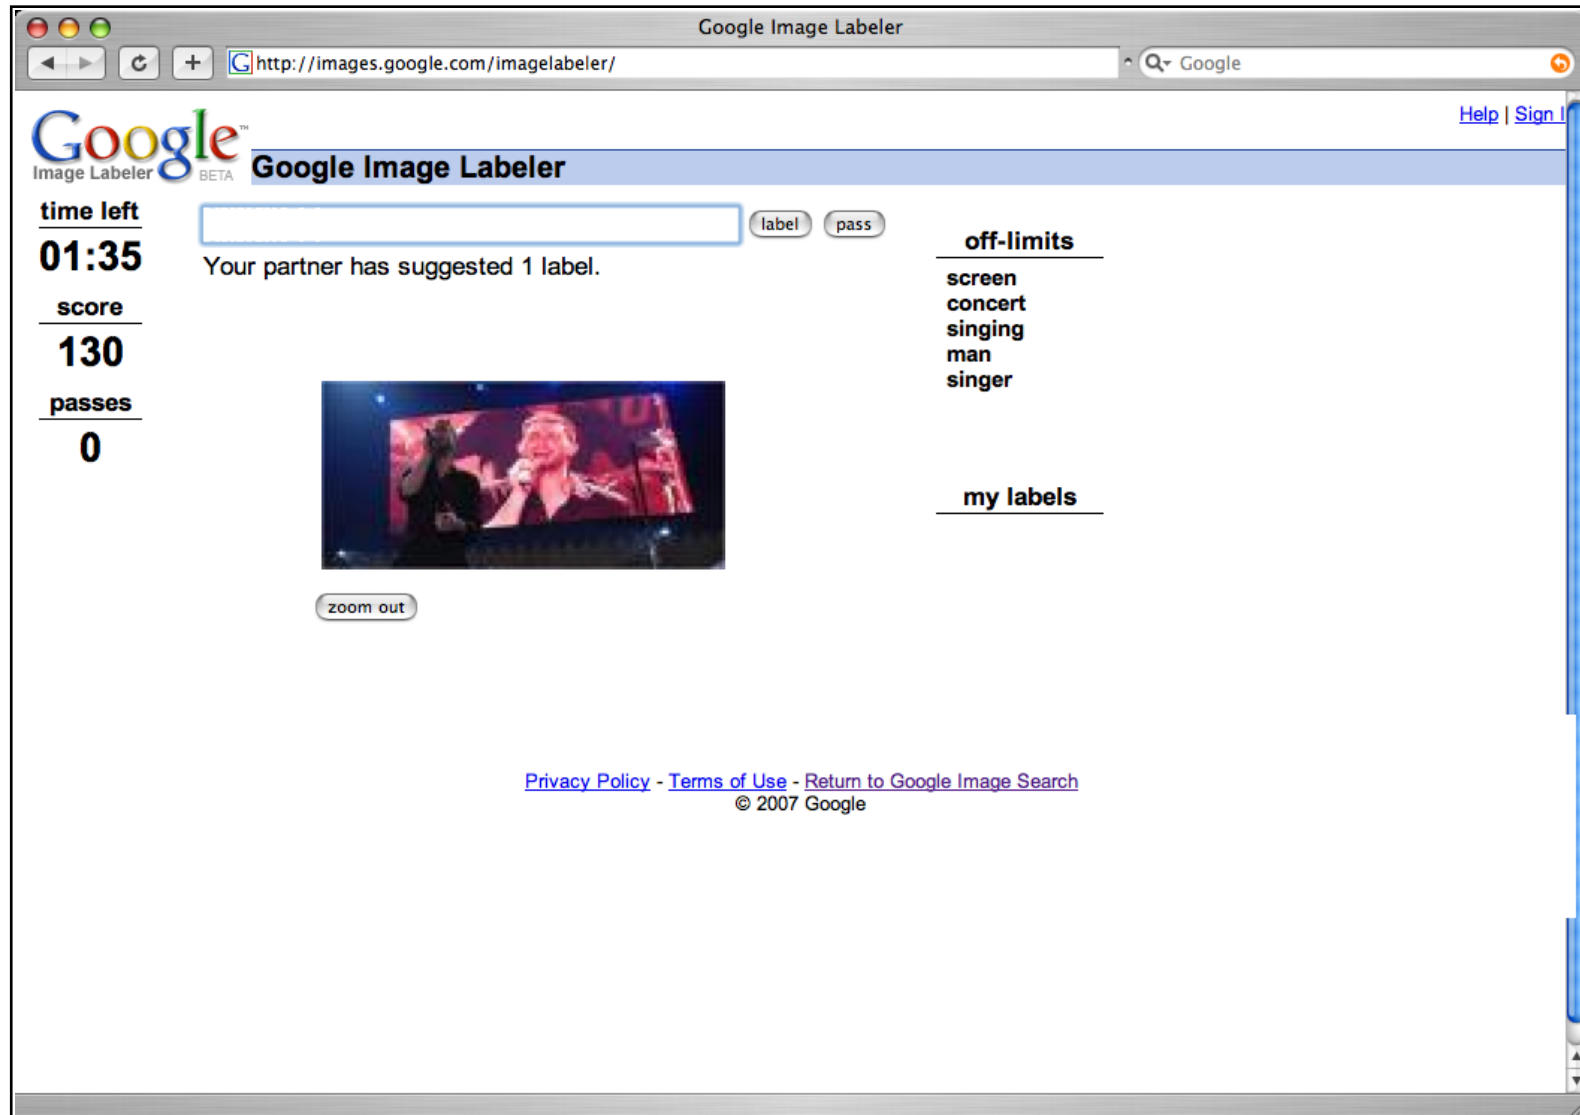 Google Image Labeler
http://images.google.com/imagelabeler/
Google
Help | Sign I
Google™
Image Labeler BETA
Google Image Labeler
time left
01:35
label
pass
Your partner has suggested 1 label.
off-limits
screen
concert
singing
man
singer
score
130
passes
0
my labels
zoom out
Privacy Policy - Terms of Use - Return to Google Image Search
© 2007 Google